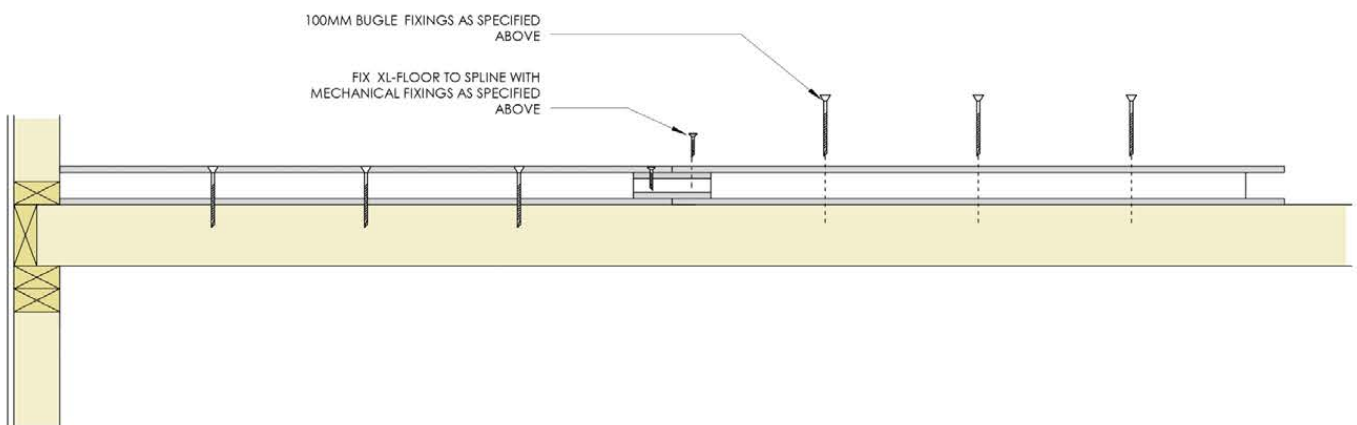 100MM BUGLE FIXINGS AS SPECIFIED
ABOVE
FIX XL-FLOOR TO SPLINE WITH
MECHANICAL FIXINGS AS SPECIFIED
ABOVE